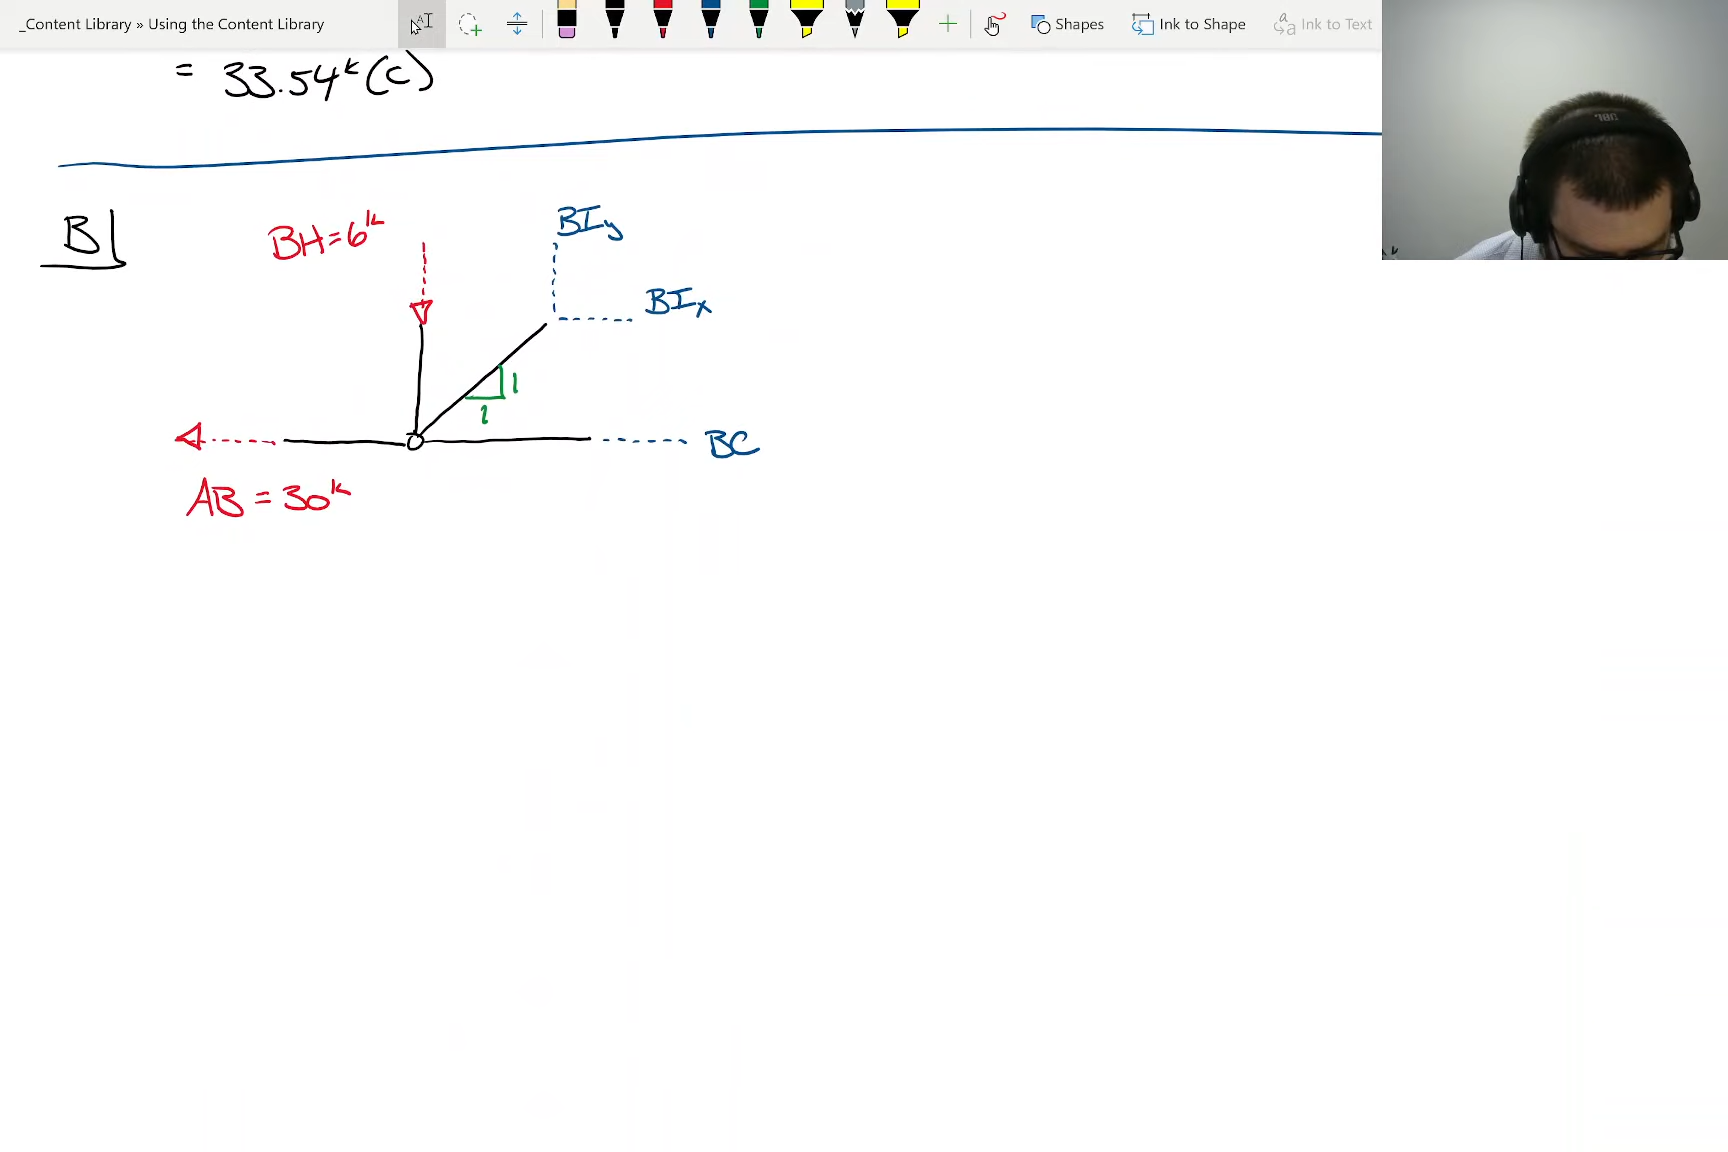 _Content Library » Using the Content Library
Shapes
Ink to Shape
Ink to Text
= 33.54ᵏ(C)
B
BH=6ᵏ
BIy
BIx
1
1
BC
AB = 30ᵏ
JBL